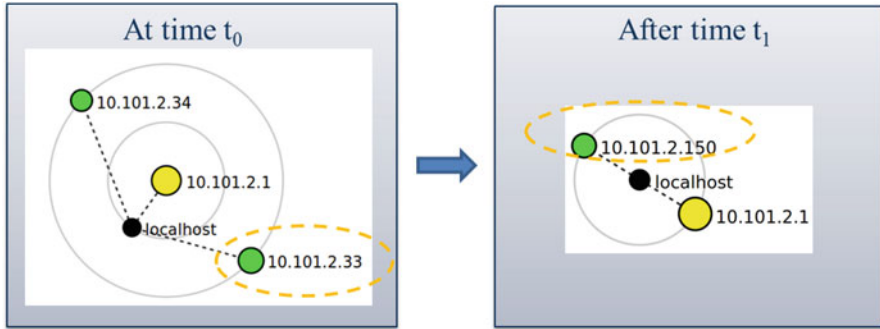 At time t₀
10.101.2.34
10.101.2.1
localhost
10.101.2.33
After time t₁
10.101.2.150
localhost
10.101.2.1